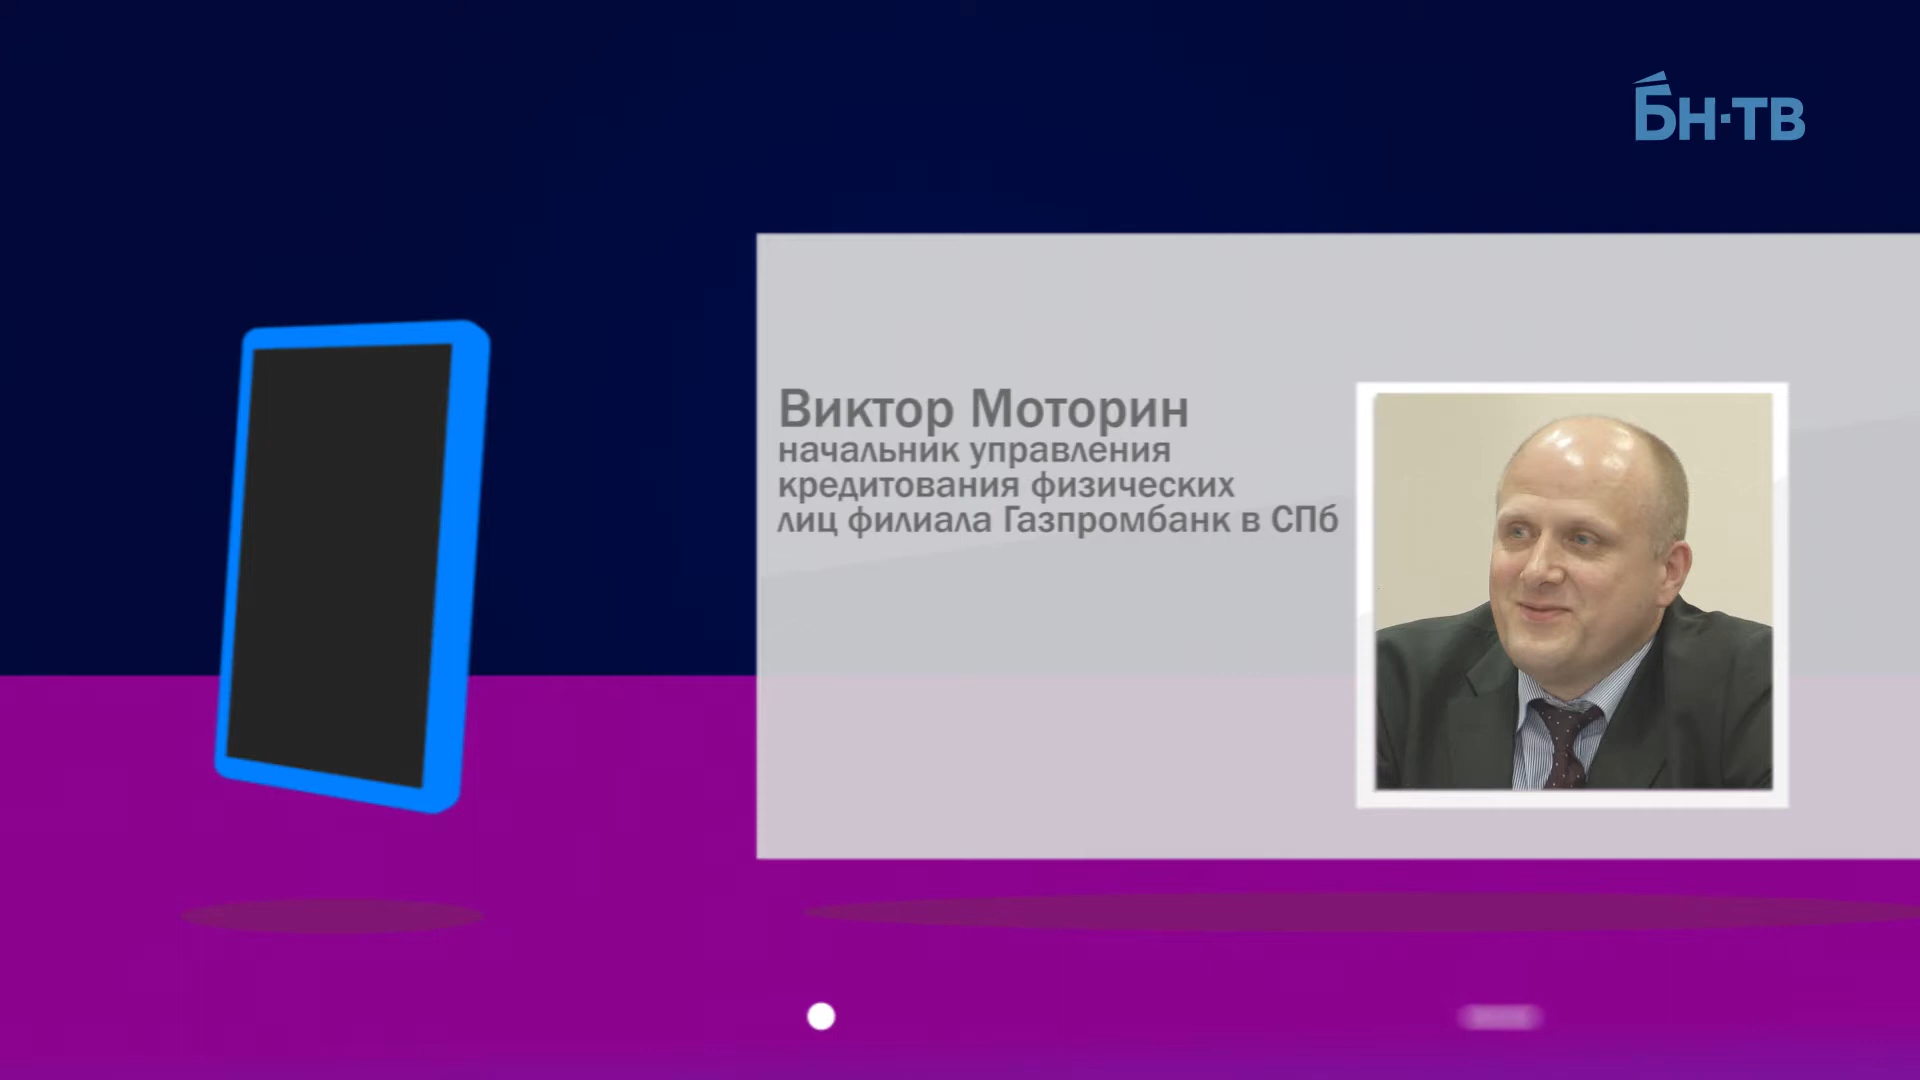 БН·ТВ
Виктор Моторин
начальник управления
кредитования физических
лиц филиала Газпромбанк в СПб